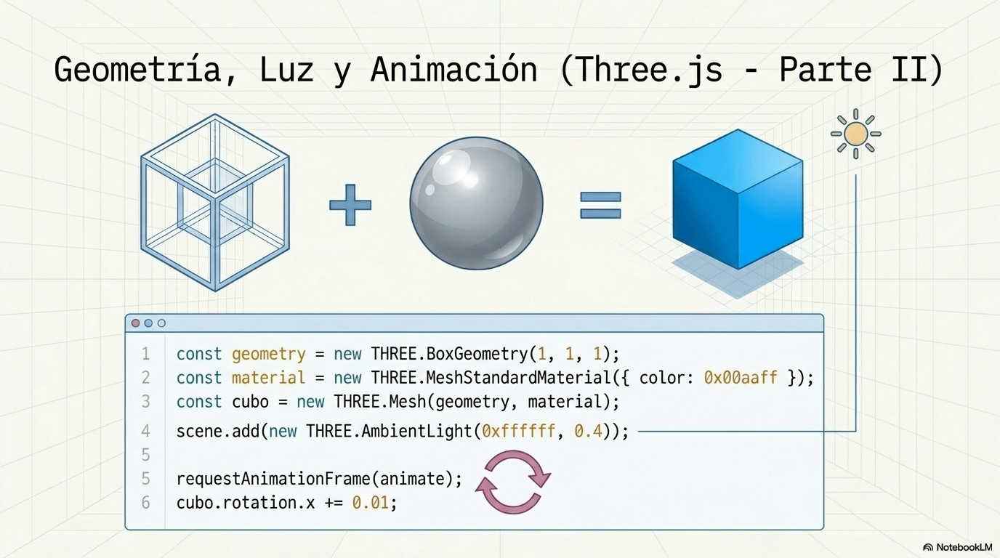 Geometría, Luz y Animación (Three.js - Parte II)
1 const geometry = new THREE.BoxGeometry(1, 1, 1);
2 const material = new THREE.MeshStandardMaterial({ color: 0x00aaff });
3 const cubo = new THREE.Mesh(geometry, material);
4 scene.add(new THREE.AmbientLight(0xffffff, 0.4));
5
5 requestAnimationFrame(animate);
6 cubo.rotation.x += 0.01;
NotebookLM